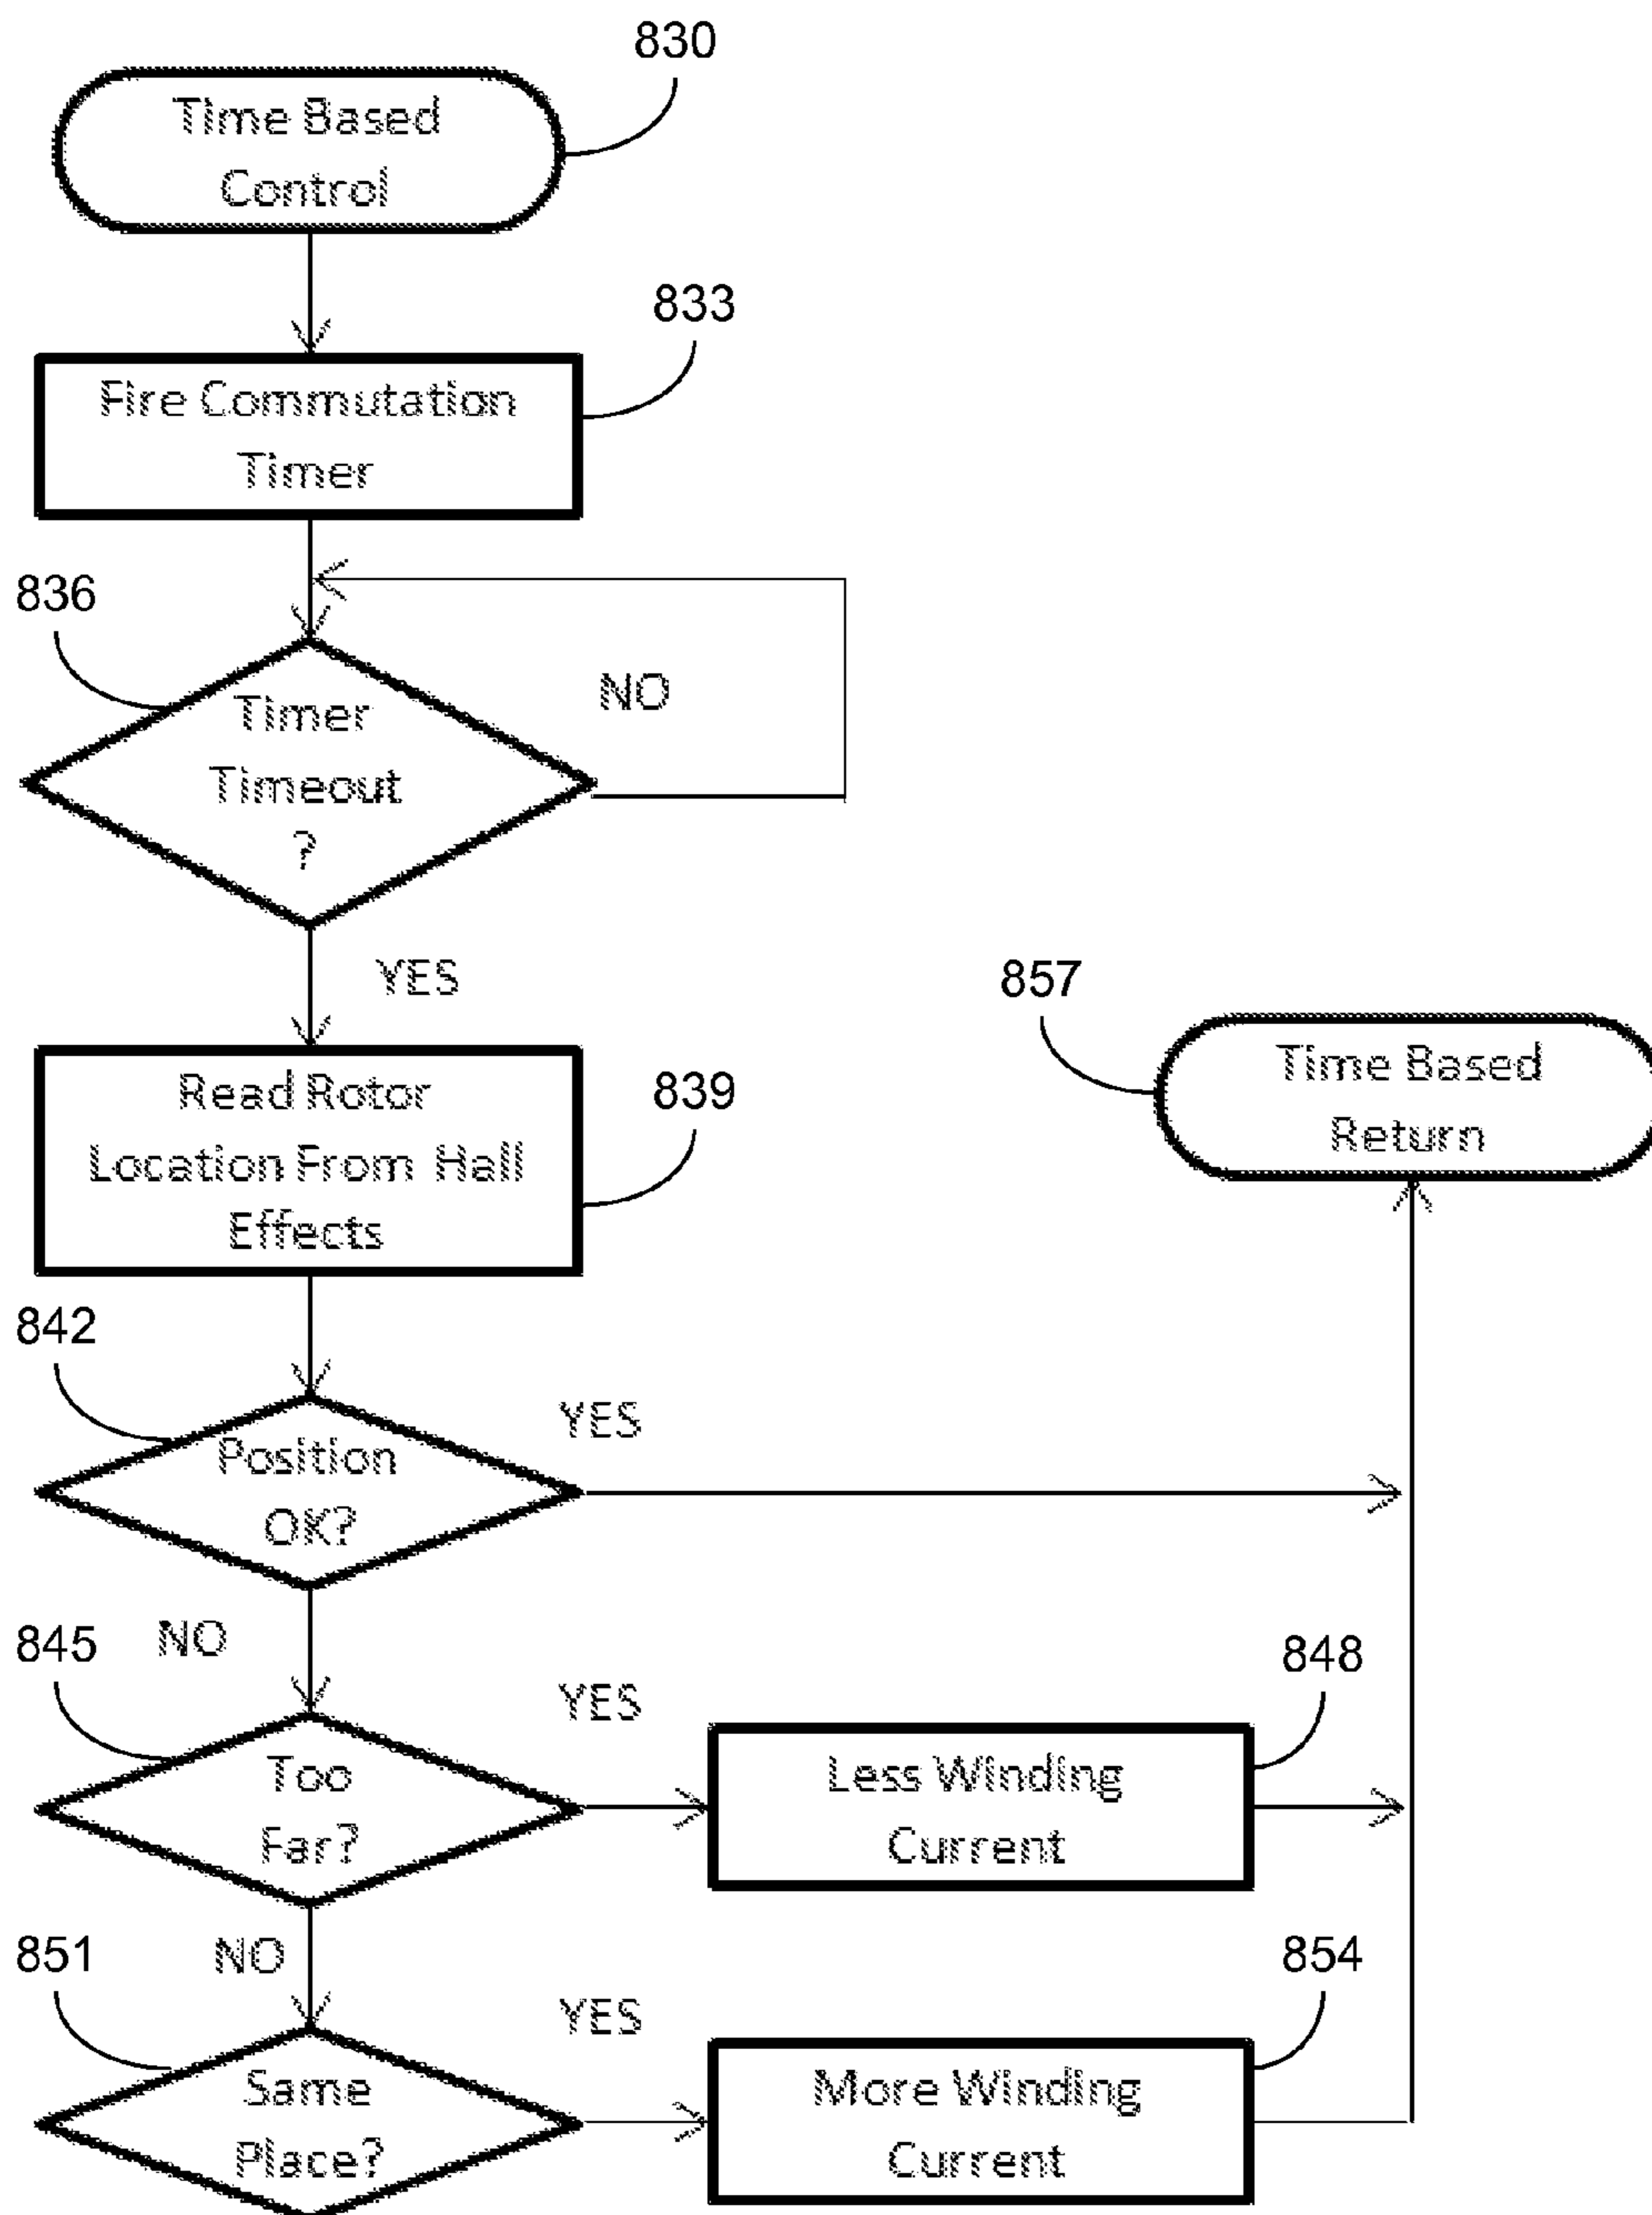 830
Time Based
Control
833
Fire Commutation
Timer
836
Timer
Timeout
?
NO
YES
857
Time Based
Return
839
Read Rotor
Location From Hall
Effects
842
Position
OK?
YES
NO
845
Too
Far?
YES
848
Less Winding
Current
NO
851
Same
Place?
YES
854
More Winding
Current